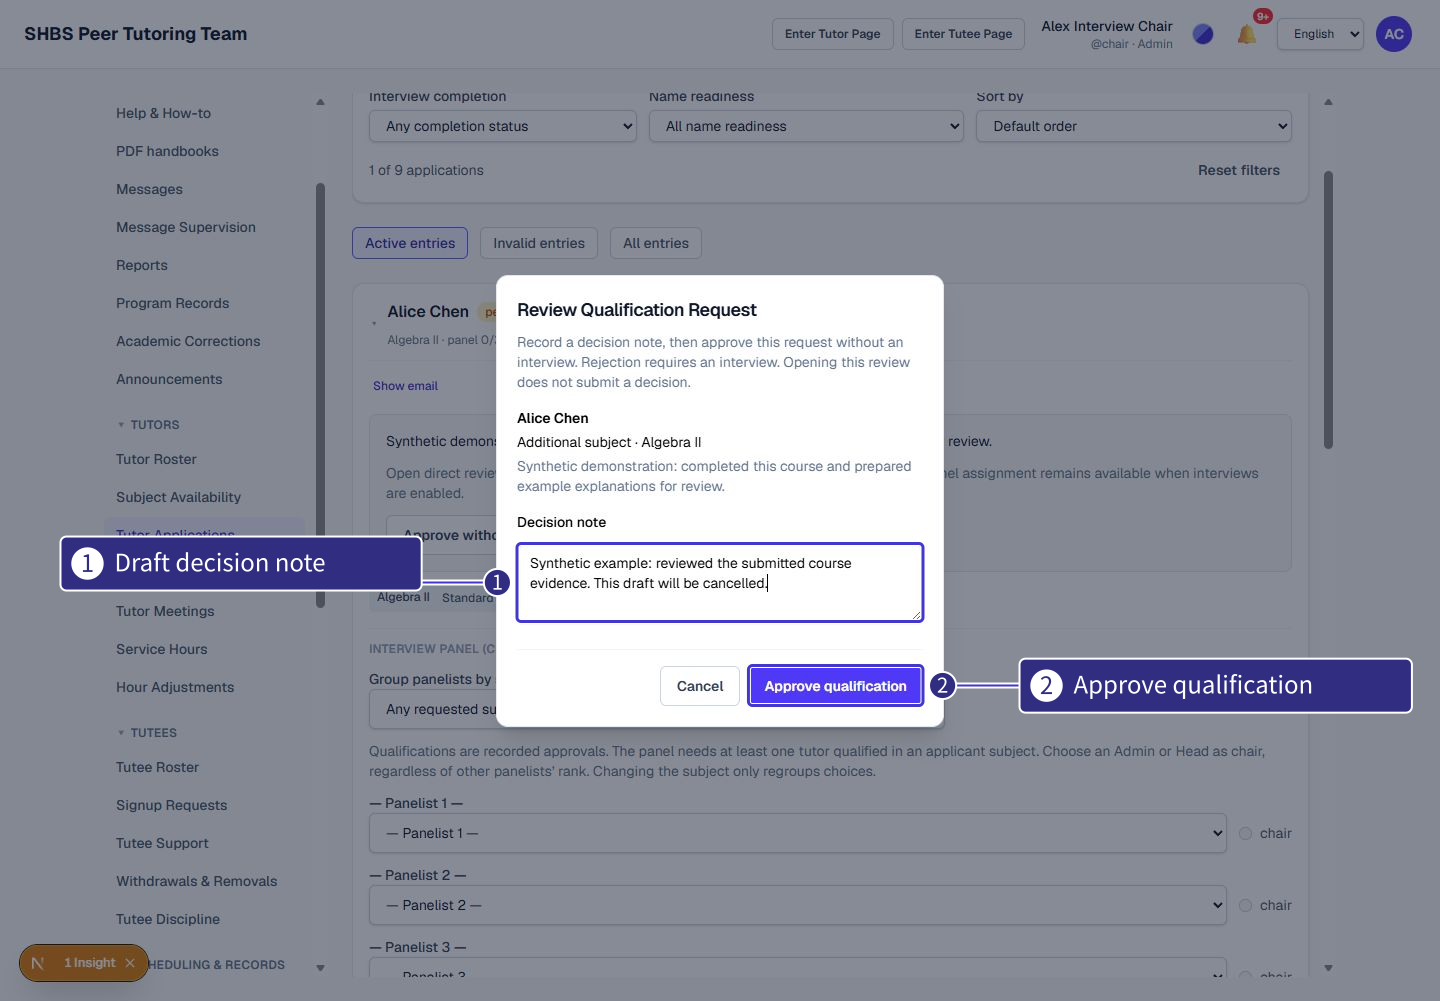 SHBS Peer Tutoring Team
Enter Tutor Page
Enter Tutee Page
Alex Interview Chair
@chair · Admin
9+
English
AC
Help & How-to
PDF handbooks
Messages
Message Supervision
Reports
Program Records
Academic Corrections
Announcements
TUTORS
Tutor Roster
Subject Availability
Tutor Applications
Tutor Meetings
Service Hours
Hour Adjustments
TUTEES
Tutee Roster
Signup Requests
Tutee Support
Withdrawals & Removals
Tutee Discipline
HEDULING & RECORDS
N 1 Insight ×
Interview completion
Name readiness
Sort by
Any completion status
All name readiness
Default order
1 of 9 applications
Reset filters
Active entries
Invalid entries
All entries
Alice Chen
Algebra II · panel 0/
Show email
Synthetic demons
review.
Open direct revie
nel assignment remains available when interviews
are enabled.
Approve witho
Algebra II Standard
Review Qualification Request
Record a decision note, then approve this request without an
interview. Rejection requires an interview. Opening this review
does not submit a decision.
Alice Chen
Additional subject · Algebra II
Synthetic demonstration: completed this course and prepared
example explanations for review.
Decision note
Synthetic example: reviewed the submitted course
evidence. This draft will be cancelled.
Cancel
Approve qualification
1 Draft decision note
1
2
2 Approve qualification
INTERVIEW PANEL (C
Group panelists by
Any requested su
Qualifications are recorded approvals. The panel needs at least one tutor qualified in an applicant subject. Choose an Admin or Head as chair,
regardless of other panelists' rank. Changing the subject only regroups choices.
— Panelist 1 —
— Panelist 1 —
chair
— Panelist 2 —
— Panelist 2 —
chair
— Panelist 3 —
— Panelist 3 —
chair